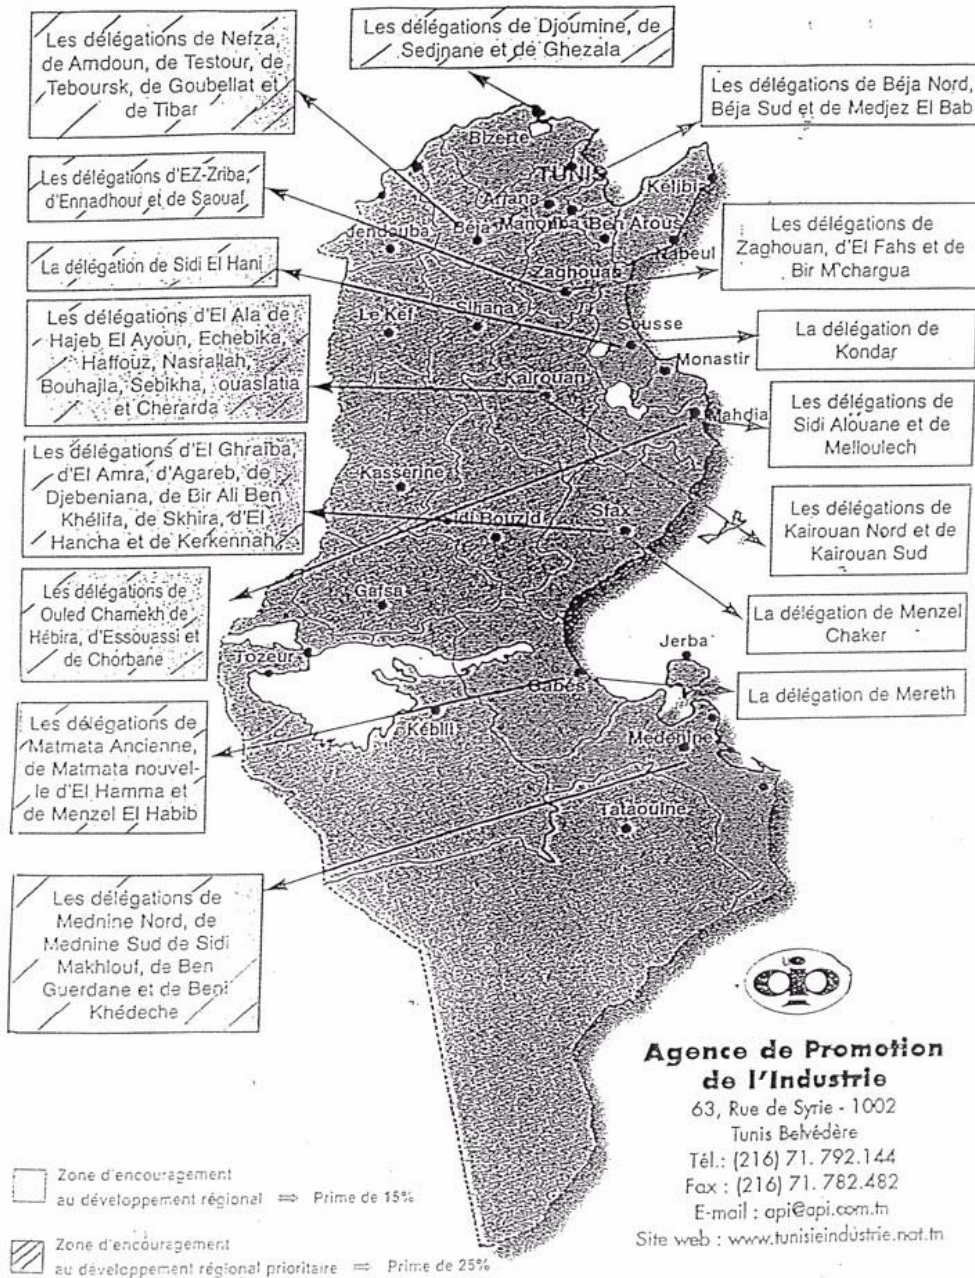 Les délégations de Nefza,
de Amdoun, de Testour, de
Teboursk, de Goubellat et
de Tibar
Les délégations de Djoumine, de
Sedjnane et de Ghezala
Les délégations de Béja Nord,
Béja Sud et de Medjez El Bab
Les délégations d'EZ-Zriba,
d'Ennadhour et de Saouaf
Les délégations de
Zaghouan, d'El Fahs et de
Bir M'chargua
La délégation de Sidi El Hani
Les délégations d'El Ala de
Hajeb El Ayoun, Echebika,
Haffouz, Nasrallah,
Bouhajla, Sebikha, ouaslatia
et Cherarda
La délégation de
Kondar
Les délégations de
Sidi Alouane et de
Melloulech
Les délégations d'El Ghraiba,
d'El Amra, d'Agareb, de
Djebeniana, de Bir Ali Ben
Khélifa, de Skhira, d'El
Hancha et de Kerkennah
Les délégations de
Kairouan Nord et de
Kairouan Sud
Les délégations de
Ouled Chamekh de
Hébira, d'Essouassi et
de Chorbane
La délégation de Menzel
Chaker
La délégation de Mereth
Les délégations de
Matmata Ancienne,
de Matmata nouvel-
le d'El Hamma et
de Menzel El Habib
Les délégations de
Mednine Nord, de
Mednine Sud de Sidi
Makhlouf, de Ben
Guerdane et de Beni
Khédeche
Bizerte
TUNIS
Kélibi
Ariana
Manouba
Ben Arous
Jendouba
Béja
Nabeul
Zaghouas
Siliana
Le Kef
Sousse
Monastir
Kairouan
Mahdia
Kasserine
Sidi Bouzid
Sfax
Gafsa
Jerba
Tozeur
Gabès
Kébili
Médenine
Tataouine
Agence de Promotion
de l'Industrie
63, Rue de Syrie - 1002
Tunis Belvédère
Tél.: (216) 71. 792.144
Fax : (216) 71. 782.482
E-mail : api@api.com.tn
Site web : www.tunisieindustrie.nat.tn
Zone d'encouragement
au développement régional ⇒ Prime de 15%
Zone d'encouragement
au développement régional prioritaire ⇒ Prime de 25%